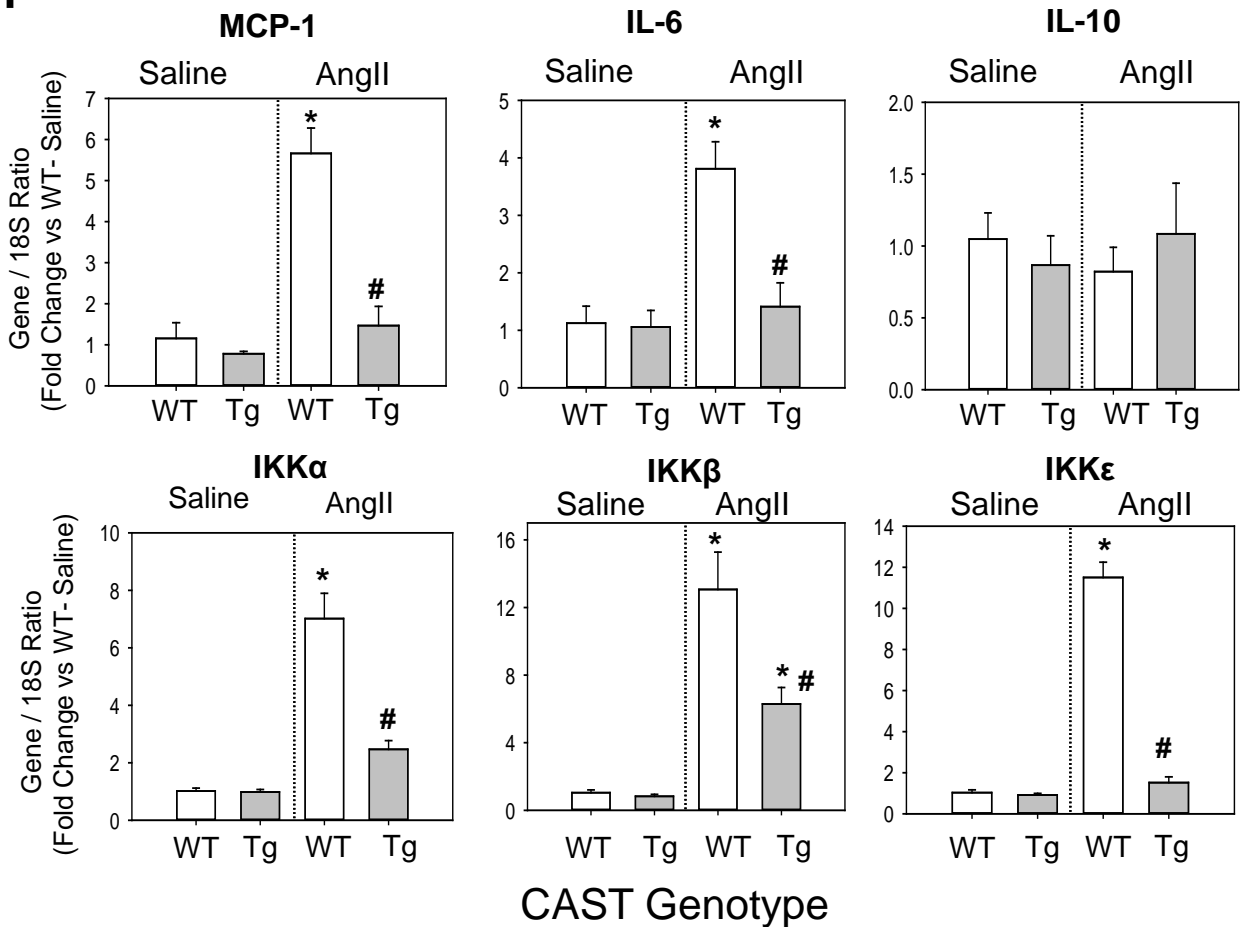 MCP-1
IL-6
IL-10
Saline AngII
Saline AngII
Saline AngII
Gene / 18S Ratio
(Fold Change vs WT- Saline)
7
6
5
4
3
2
1
0
*
#
WT Tg WT Tg
5
4
3
2
1
0
*
#
WT Tg WT Tg
2.0
1.5
1.0
0.5
0.0
WT Tg WT Tg
IKKα
IKKβ
IKKε
Saline AngII
Saline AngII
Saline AngII
Gene / 18S Ratio
(Fold Change vs WT- Saline)
10
8
6
4
2
0
*
#
WT Tg WT Tg
16
12
8
4
0
*
* #
WT Tg WT Tg
14
12
10
8
6
4
2
0
*
#
WT Tg WT Tg
CAST Genotype